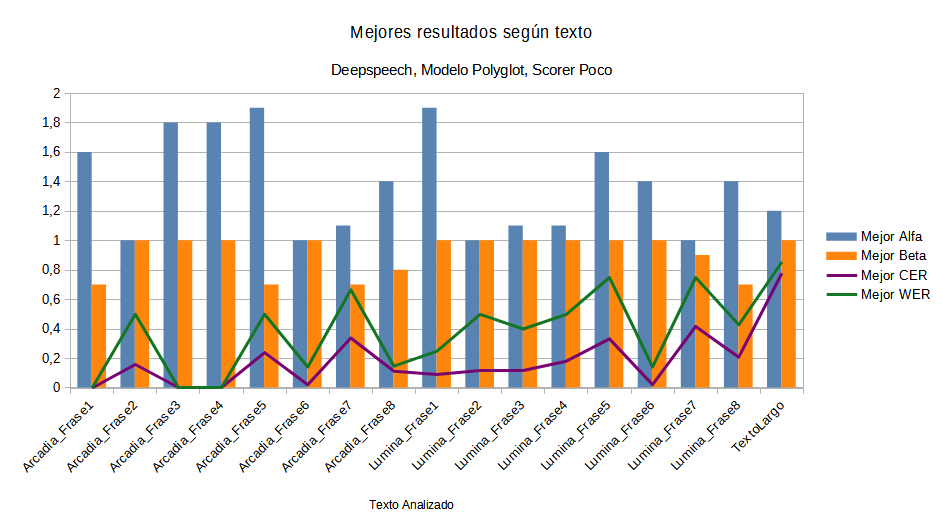 Mejores resultados según texto
Deepspeech, Modelo Polyglot, Scorer Poco
2
1,8
1,6
1,4
1,2
1
0,8
0,6
0,4
0,2
0
Arcadia_Frase1
Arcadia_Frase2
Arcadia_Frase3
Arcadia_Frase4
Arcadia_Frase5
Arcadia_Frase6
Arcadia_Frase7
Arcadia_Frase8
Lumina_Frase1
Lumina_Frase2
Lumina_Frase3
Lumina_Frase4
Lumina_Frase5
Lumina_Frase6
Lumina_Frase7
Lumina_Frase8
TextoLargo
Texto Analizado
Mejor Alfa
Mejor Beta
Mejor CER
Mejor WER